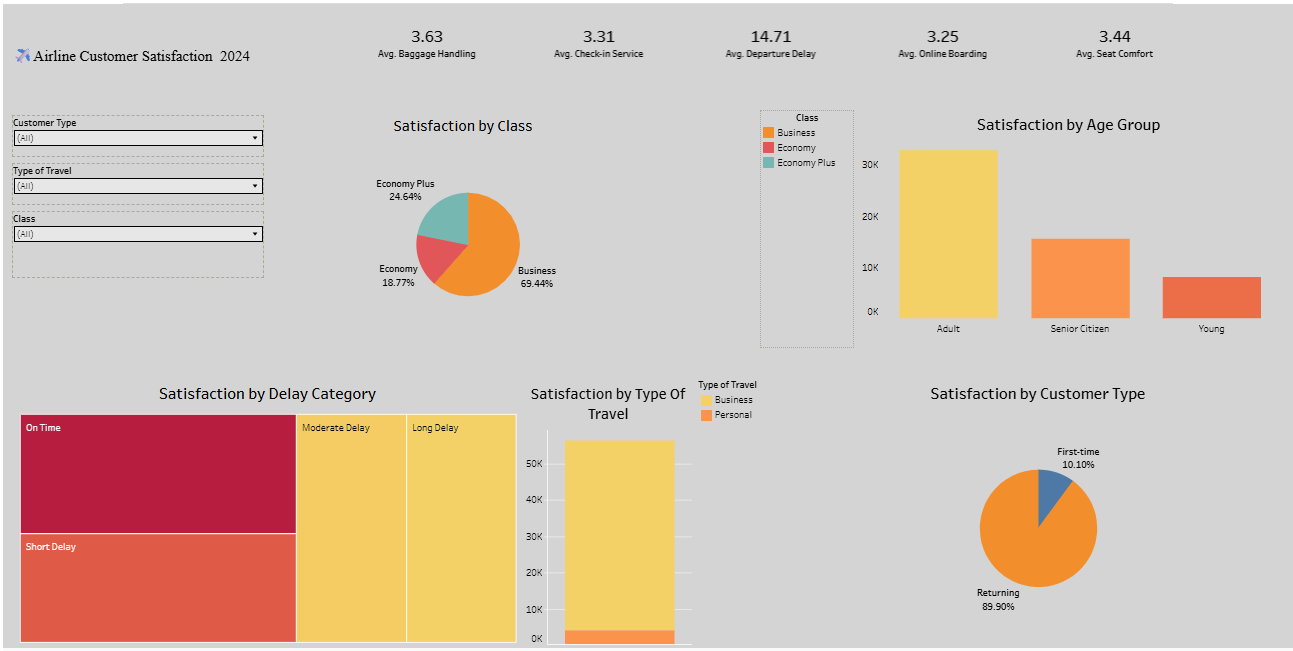 Airline Customer Satisfaction 2024
3.63
Avg. Baggage Handling
3.31
Avg. Check-in Service
14.71
Avg. Departure Delay
3.25
Avg. Online Boarding
3.44
Avg. Seat Comfort
Customer Type
(All)
Type of Travel
(All)
Class
(All)
Satisfaction by Class
Economy Plus
24.64%
Economy
18.77%
Business
69.44%
Class
Business
Economy
Economy Plus
Satisfaction by Age Group
30K
20K
10K
0K
Adult
Senior Citizen
Young
Satisfaction by Delay Category
On Time
Short Delay
Moderate Delay
Long Delay
Satisfaction by Type Of
Travel
50K
40K
30K
20K
10K
0K
Type of Travel
Business
Personal
Satisfaction by Customer Type
First-time
10.10%
Returning
89.90%